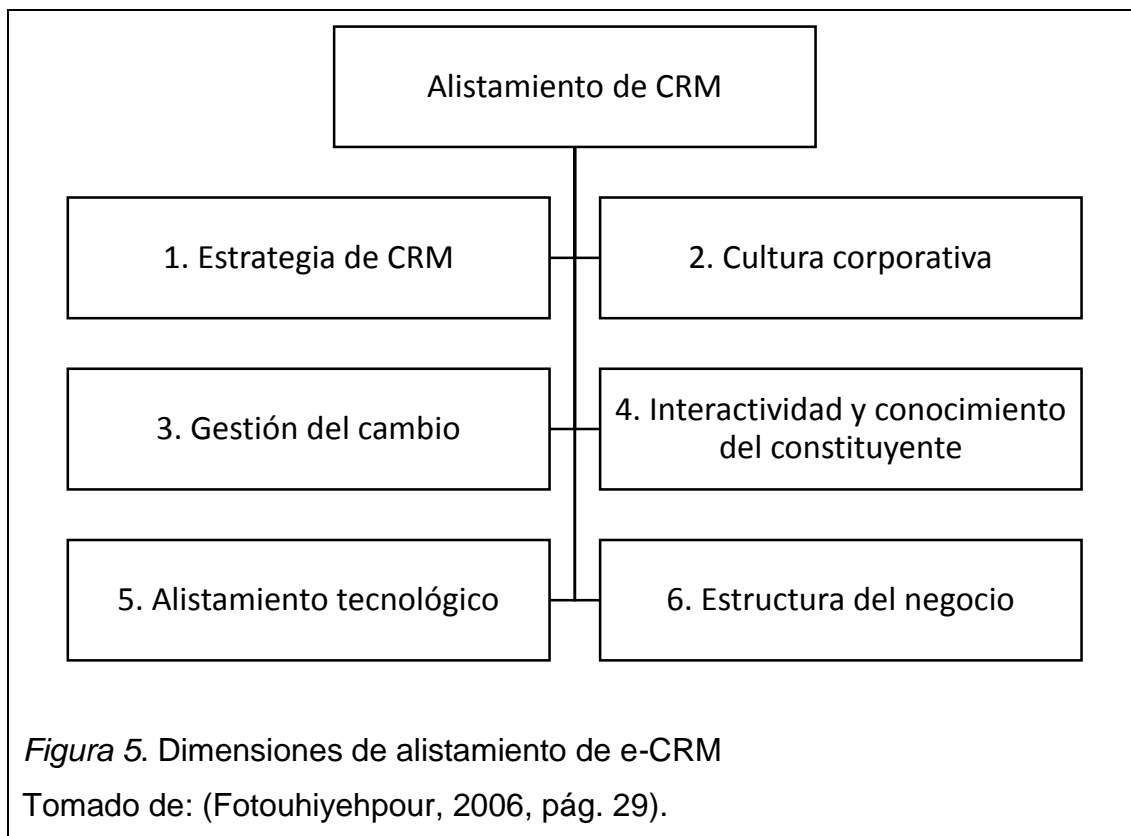 Alistamiento de CRM
1. Estrategia de CRM
2. Cultura corporativa
3. Gestión del cambio
4. Interactividad y conocimiento
del constituyente
5. Alistamiento tecnológico
6. Estructura del negocio
Figura 5. Dimensiones de alistamiento de e-CRM
Tomado de: (Fotouhiyehpour, 2006, pág. 29).